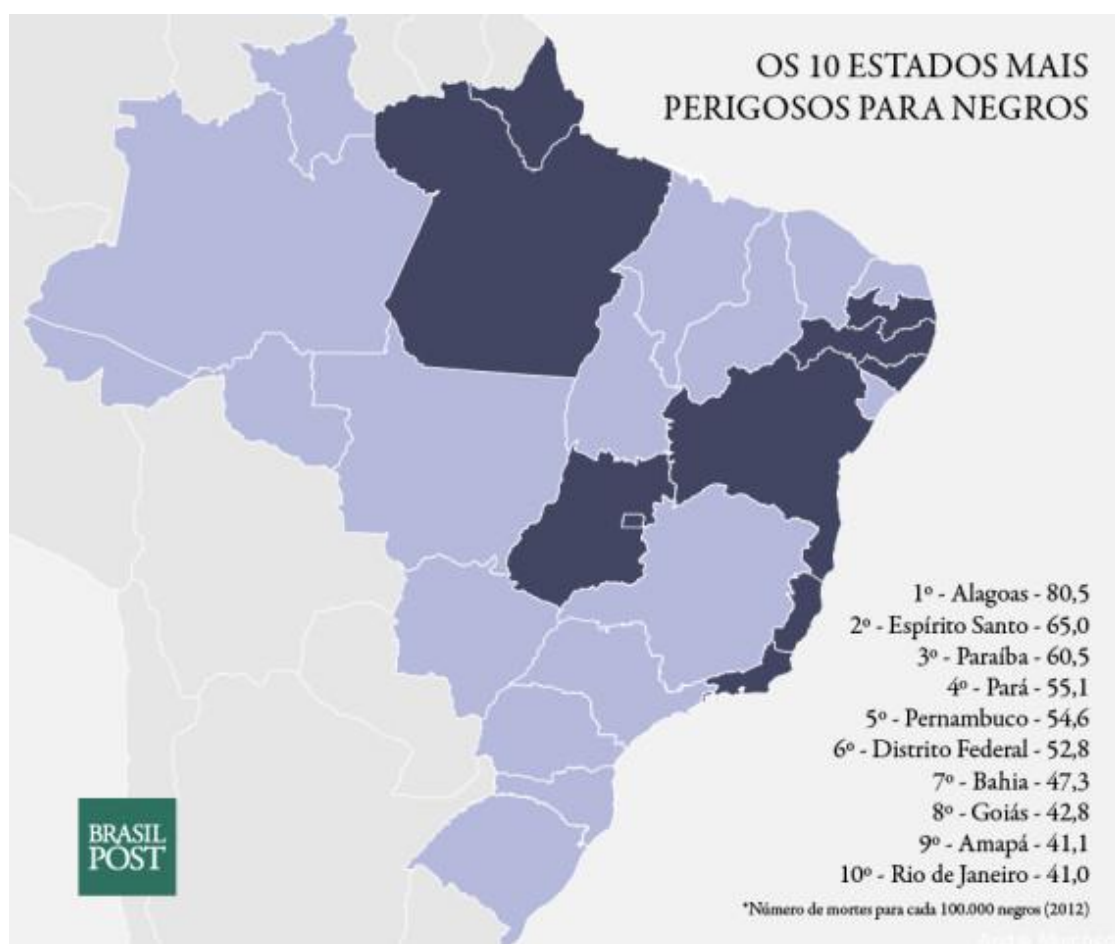 OS 10 ESTADOS MAIS
PERIGOSOS PARA NEGROS
1º - Alagoas - 80,5
2º - Espírito Santo - 65,0
3º - Paraíba - 60,5
4º - Pará - 55,1
5º - Pernambuco - 54,6
6º - Distrito Federal - 52,8
7º - Bahia - 47,3
8º - Goiás - 42,8
9º - Amapá - 41,1
10º - Rio de Janeiro - 41,0
*Número de mortes para cada 100.000 negros (2012)
BRASIL
POST